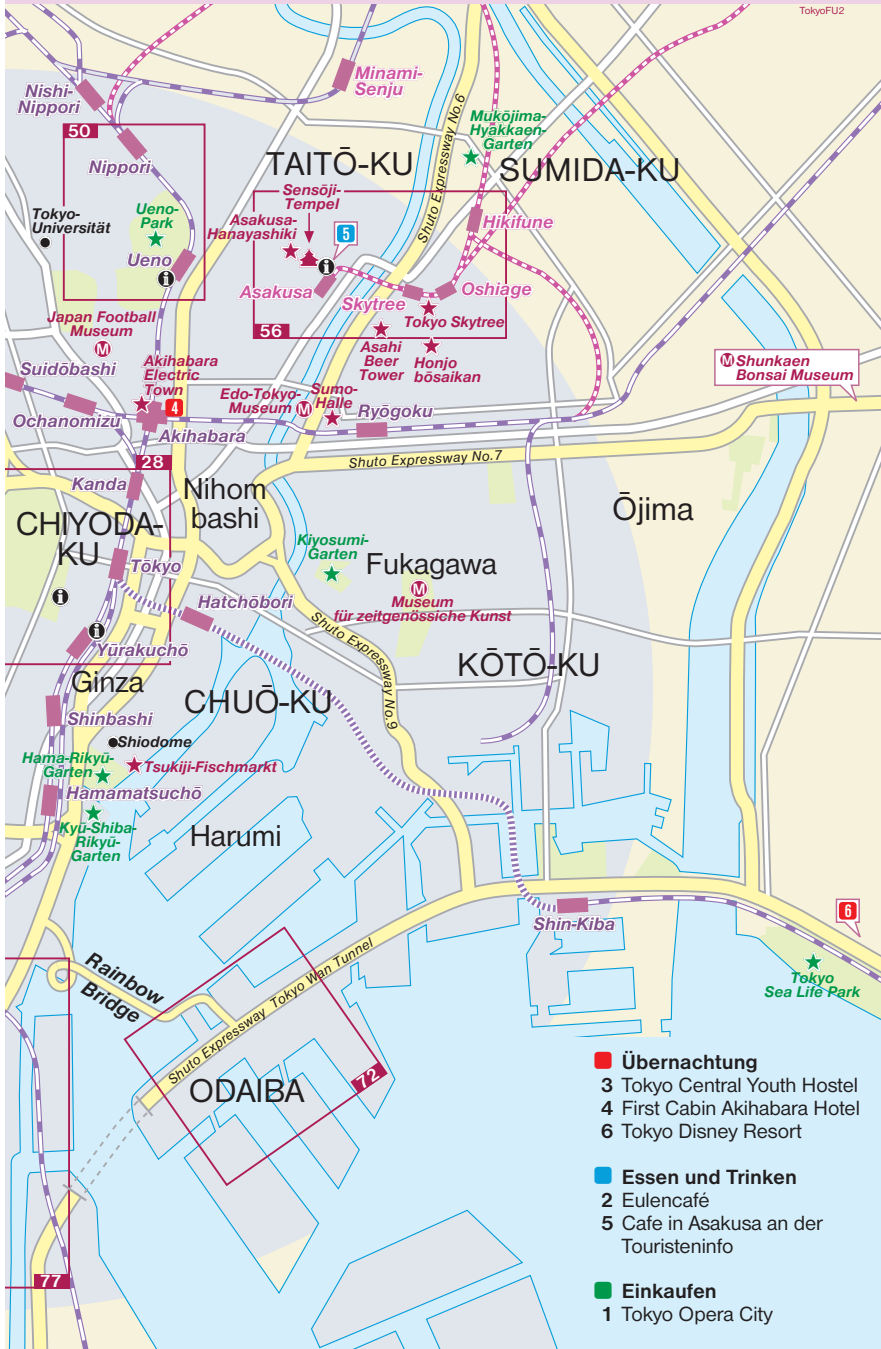 TokyoFU2
Minami-
Senju
Nishi-
Nippori
Mukōjima-
Hyakkaen-
Garten
50
Nippori
TAITŌ-KU
SUMIDA-KU
Shuto Expressway No.6
Sensōji-
Tempel
Tokyo-
Universität
Ueno-
Park
Asakusa-
Hanayashiki
5
Hikifune
Ueno
i
i
Asakusa
Skytree
Oshiage
Japan Football
Museum
M
56
Tokyo Skytree
Asahi
Beer
Tower
Honjo
bōsaikan
Suidōbashi
Akihabara
Electric
Town
M Shunkaen
Bonsai Museum
Edo-Tokyo-
Museum
M
Sumo-
Halle
Ochanomizu
4
Ryōgoku
Akihabara
28
Shuto Expressway No.7
Kanda
Nihom
bashi
Ōjima
CHIYODA-
KU
Kiyosumi-
Garten
Fukagawa
Tōkyo
M
Museum
für zeitgenössiche Kunst
i
Hatchōbori
i
Yūrakuchō
Shuto Expressway No.9
KŌTŌ-KU
Ginza
CHUŌ-KU
Shinbashi
Shiodome
Hama-Rikyū-
Garten
Tsukiji-Fischmarkt
Hamamatsuchō
Kyū-Shiba-
Rikyū-
Garten
Harumi
Shin-Kiba
6
Rainbow
Bridge
Shuto Expressway Tokyo Wan Tunnel
Tokyo
Sea Life Park
ODAIBA
72
77
Übernachtung
3 Tokyo Central Youth Hostel
4 First Cabin Akihabara Hotel
6 Tokyo Disney Resort
Essen und Trinken
2 Eulencafé
5 Cafe in Asakusa an der
Touristeninfo
Einkaufen
1 Tokyo Opera City